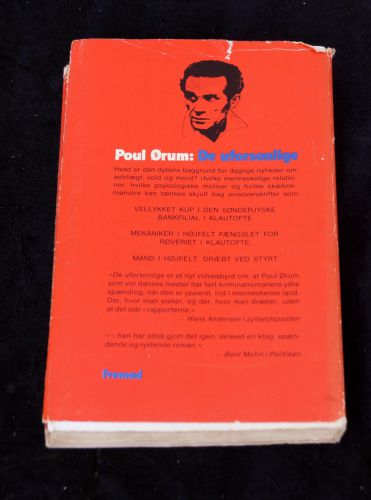 Poul Ørum: De uforsonlige
Hvad er den dybere baggrund for daglige nyheder om
selvtægt, vold og mord? Hvilke menneskelige relatio-
ner, hvilke psykologiske motiver og hvilke skæbne-
mønstre kan tænkes skjult bag avisoverskrifter som:
VELLYKKET KUP I DEN SØNDERJYSKE
BANKFILIAL I KLAUTOFTE
MEKANIKER I HØJFELT FÆNGSLET FOR
RØVERIET I KLAUTOFTE
MAND I HØJFELT DRÆBT VED STYRT
»De uforsonlige er et nyt vidnesbyrd om, at Poul Ørum
som vor danske mester har ført kriminalromanens ydre
spænding, når den er ypperst, ind i menneskenes land.
Der, hvor man elsker, og der, hvor man dræber, uden
at det står i rapporterne.«
– Hans Andersen i Jyllandsposten
»– han har altså gjort det igen, skrevet en klog, spæn-
dende og rystende roman.«
– Bent Mohn i Politiken
Fremad